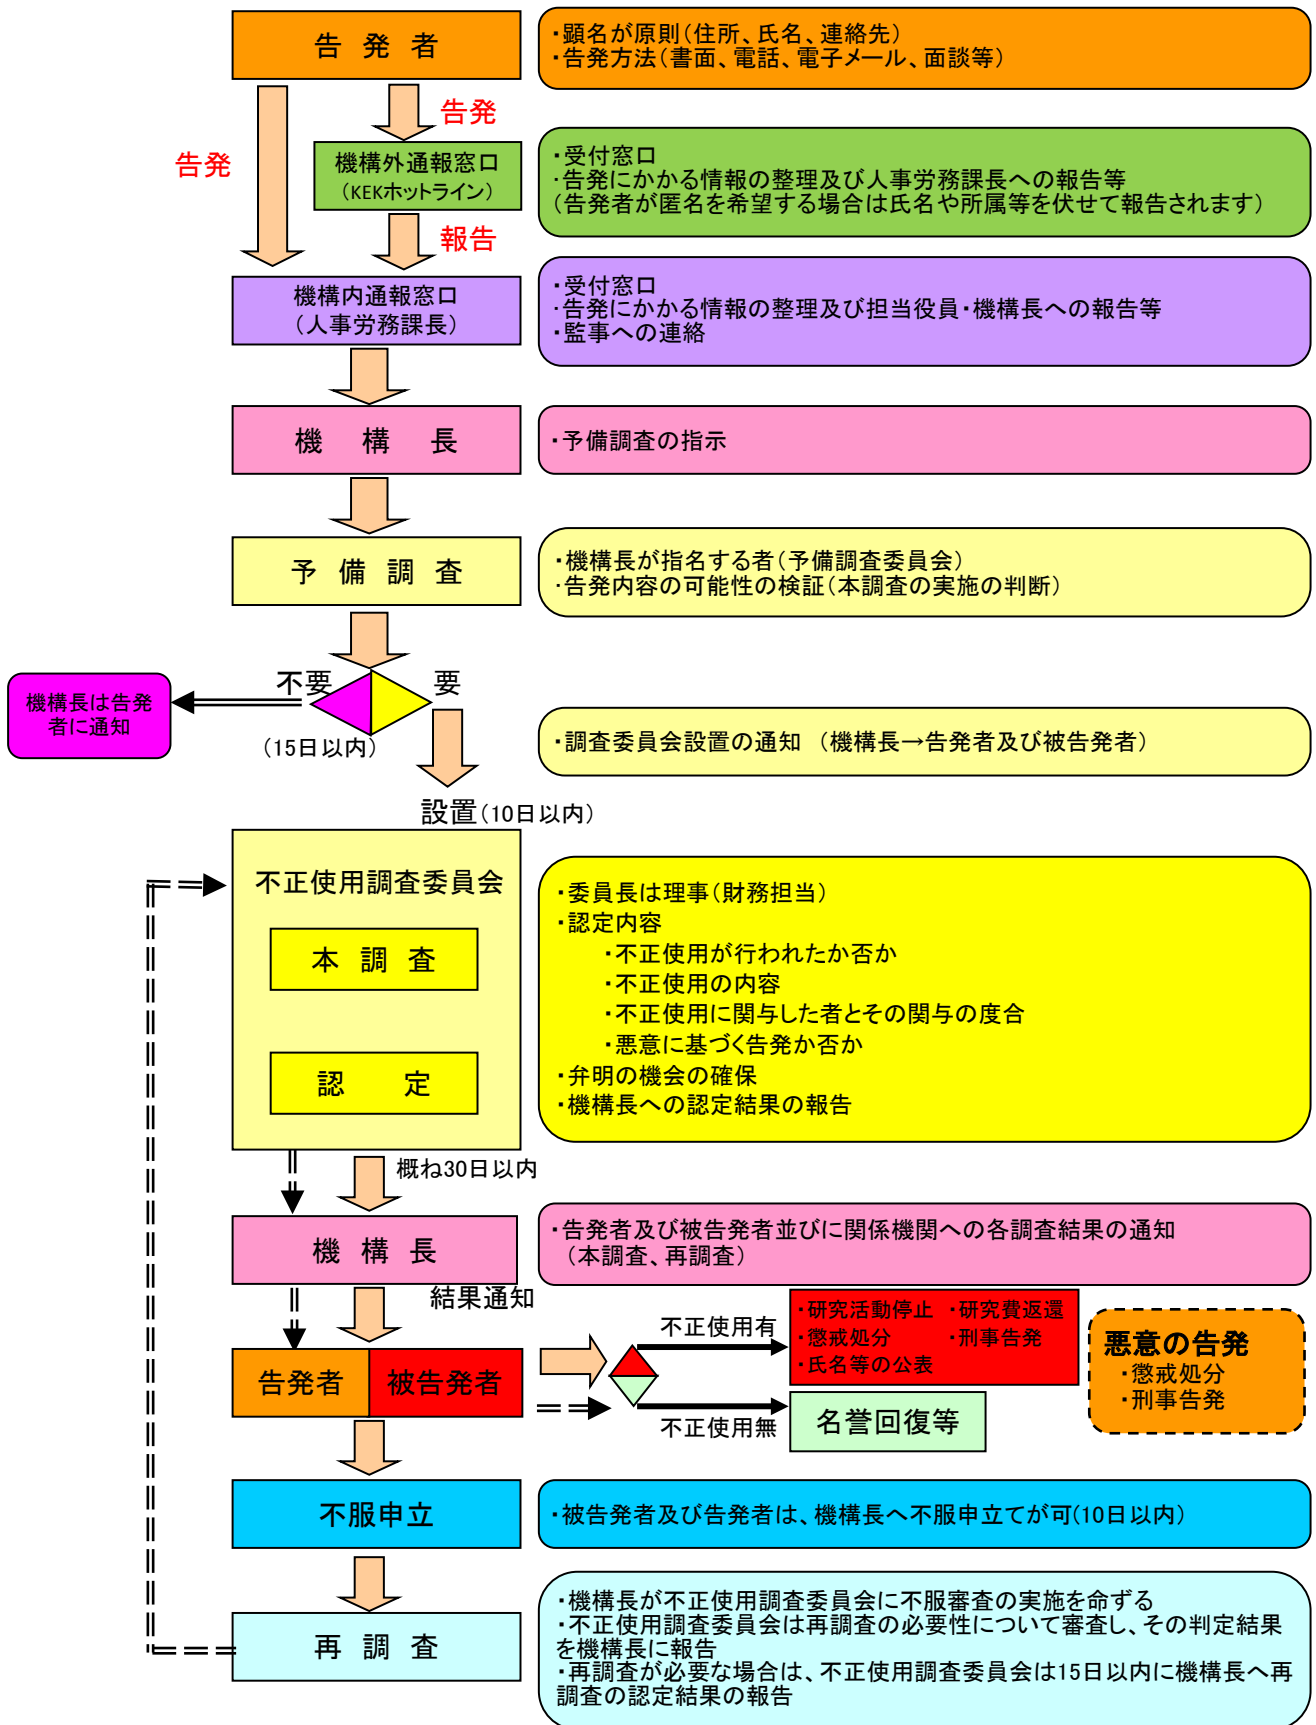 告 発 者
・顕名が原則(住所、氏名、連絡先)
・告発方法(書面、電話、電子メール、面談等)
告発
告発
機構外通報窓口
(KEKホットライン)
・受付窓口
・告発にかかる情報の整理及び人事労務課長への報告等
(告発者が匿名を希望する場合は氏名や所属等を伏せて報告されます)
報告
機構内通報窓口
(人事労務課長)
・受付窓口
・告発にかかる情報の整理及び担当役員・機構長への報告等
・監事への連絡
機 構 長
・予備調査の指示
予 備 調 査
・機構長が指名する者(予備調査委員会)
・告発内容の可能性の検証(本調査の実施の判断)
不要
要
機構長は告発
者に通知
(15日以内)
・調査委員会設置の通知 (機構長→告発者及び被告発者)
設置(10日以内)
不正使用調査委員会
本 調 査
認 定
・委員長は理事(財務担当)
・認定内容
・不正使用が行われたか否か
・不正使用の内容
・不正使用に関与した者とその関与の度合
・悪意に基づく告発か否か
・弁明の機会の確保
・機構長への認定結果の報告
概ね30日以内
機 構 長
・告発者及び被告発者並びに関係機関への各調査結果の通知
(本調査、再調査)
結果通知
告発者
被告発者
不正使用有
・研究活動停止 ・研究費返還
・懲戒処分 ・刑事告発
・氏名等の公表
不正使用無
名誉回復等
悪意の告発
・懲戒処分
・刑事告発
不服申立
・被告発者及び告発者は、機構長へ不服申立てが可(10日以内)
再 調 査
・機構長が不正使用調査委員会に不服審査の実施を命ずる
・不正使用調査委員会は再調査の必要性について審査し、その判定結果
を機構長に報告
・再調査が必要な場合は、不正使用調査委員会は15日以内に機構長へ再
調査の認定結果の報告